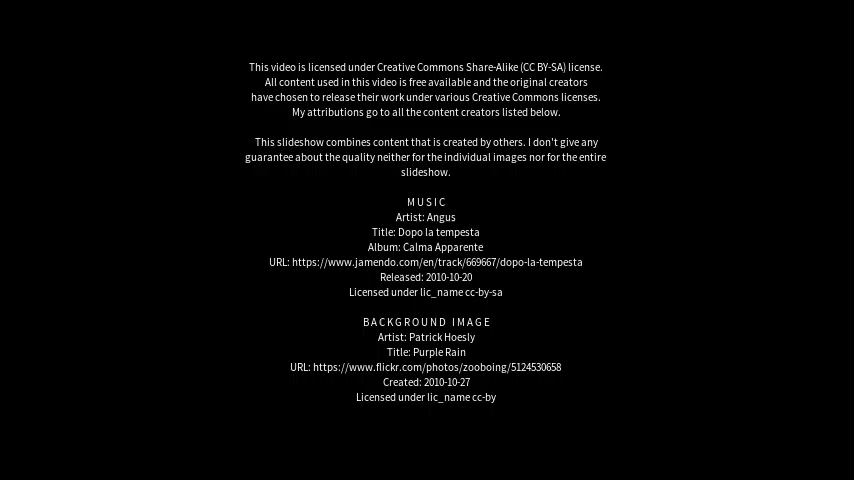 This video is licensed under Creative Commons Share-Alike (CC BY-SA) license.
All content used in this video is free available and the original creators
have chosen to release their work under various Creative Commons licenses.
My attributions go to all the content creators listed below.
This slideshow combines content that is created by others. I don't give any
guarantee about the quality neither for the individual images nor for the entire
slideshow.
MUSIC
Artist: Angus
Title: Dopo la tempesta
Album: Calma Apparente
URL: https://www.jamendo.com/en/track/669667/dopo-la-tempesta
Released: 2010-10-20
Licensed under lic_name cc-by-sa
BACKGROUND IMAGE
Artist: Patrick Hoesly
Title: Purple Rain
URL: https://www.flickr.com/photos/zooboing/5124530658
Created: 2010-10-27
Licensed under lic_name cc-by